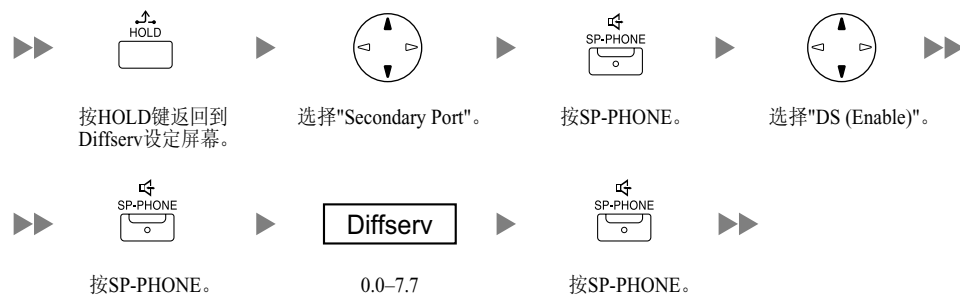 HOLD
SP-PHONE
按HOLD键返回到
Diffserv设定屏幕。
选择"Secondary Port"。
按SP-PHONE。
选择"DS (Enable)"。
SP-PHONE
Diffserv
SP-PHONE
按SP-PHONE。
0.0–7.7
按SP-PHONE。